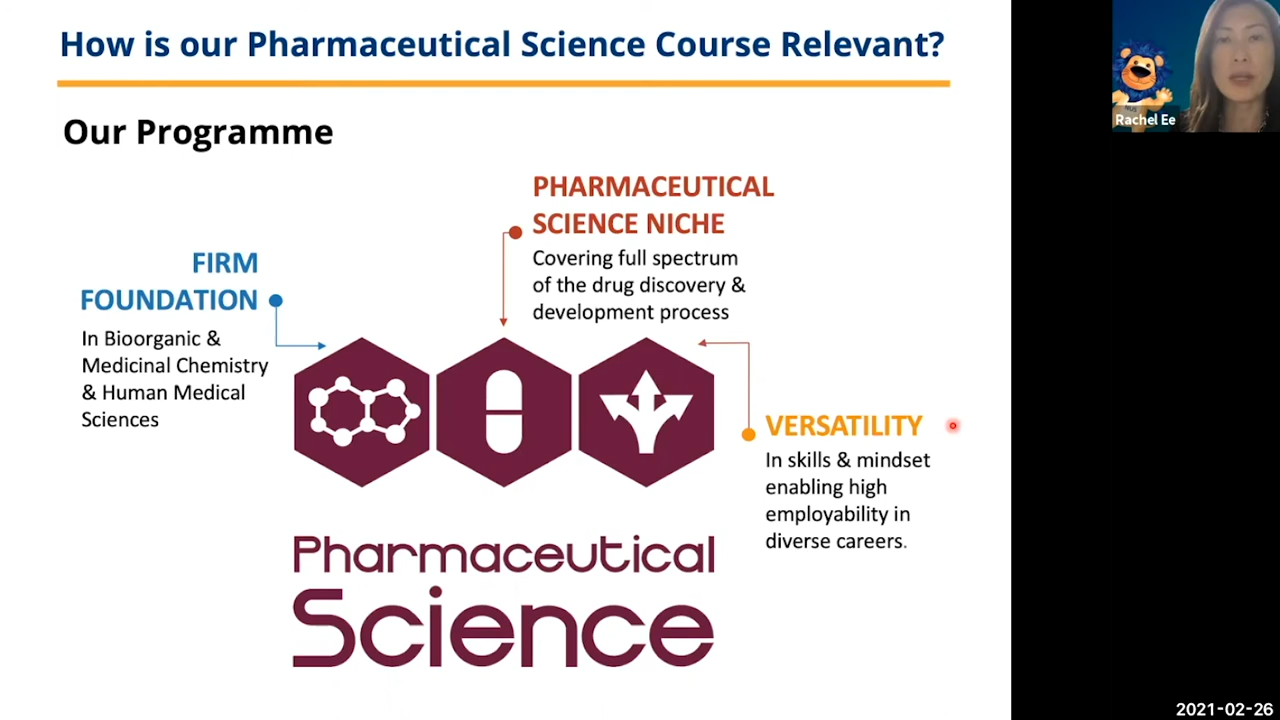 How is our Pharmaceutical Science Course Relevant?
Our Programme
PHARMACEUTICAL
SCIENCE NICHE
Covering full spectrum
of the drug discovery &
development process
FIRM
FOUNDATION
In Bioorganic &
Medicinal Chemistry
& Human Medical
Sciences
VERSATILITY
In skills & mindset
enabling high
employability in
diverse careers.
Pharmaceutical
Science
NUS
Rachel Ee
2021-02-26